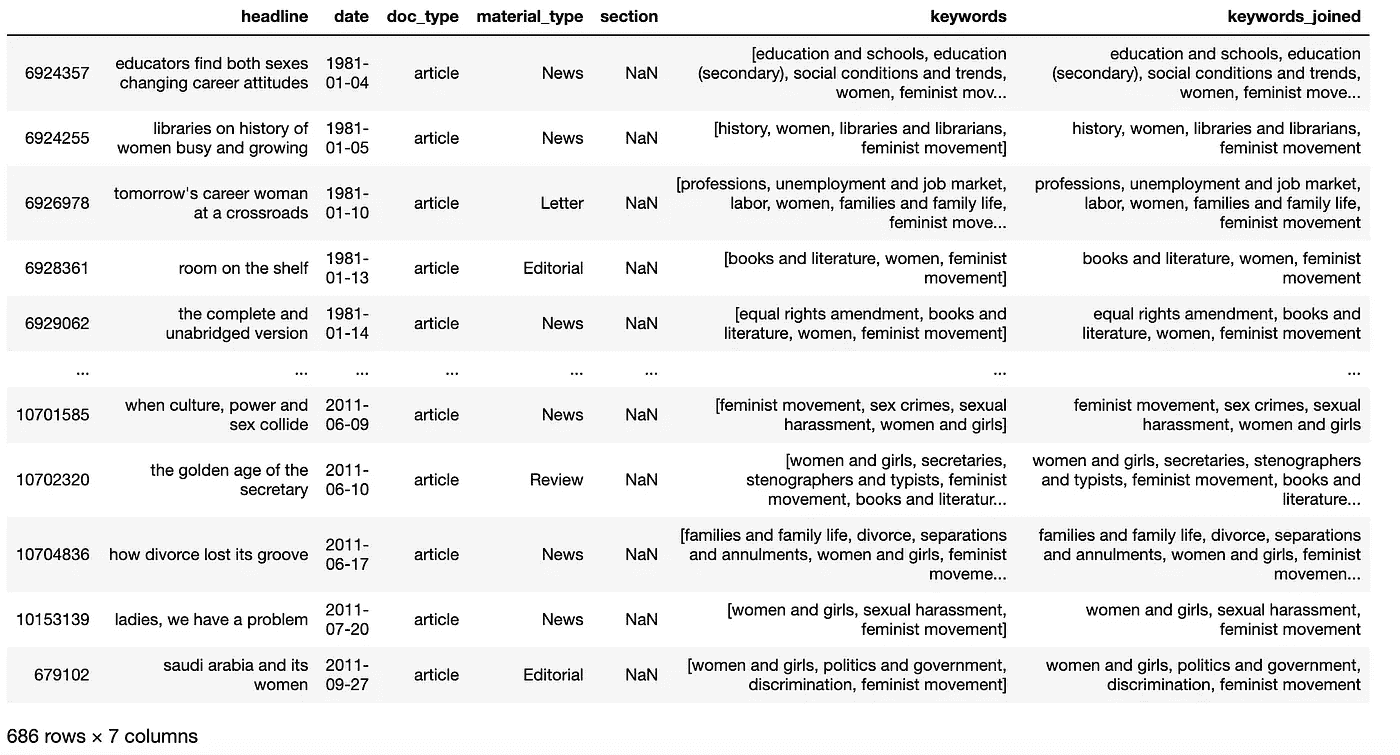 headline date doc_type material_type section keywords keywords_joined
6924357 educators find both sexes changing career attitudes 1981-01-04 article News NaN [education and schools, education (secondary), social conditions and trends, women, feminist mov... education and schools, education (secondary), social conditions and trends, women, feminist move...
6924255 libraries on history of women busy and growing 1981-01-05 article News NaN [history, women, libraries and librarians, feminist movement] history, women, libraries and librarians, feminist movement
6926978 tomorrow's career woman at a crossroads 1981-01-10 article Letter NaN [professions, unemployment and job market, labor, women, families and family life, feminist move... professions, unemployment and job market, labor, women, families and family life, feminist movement
6928361 room on the shelf 1981-01-13 article Editorial NaN [books and literature, women, feminist movement] books and literature, women, feminist movement
6929062 the complete and unabridged version 1981-01-14 article News NaN [equal rights amendment, books and literature, women, feminist movement] equal rights amendment, books and literature, women, feminist movement
... ... ... ... ... ... ... ...
10701585 when culture, power and sex collide 2011-06-09 article News NaN [feminist movement, sex crimes, sexual harassment, women and girls] feminist movement, sex crimes, sexual harassment, women and girls
10702320 the golden age of the secretary 2011-06-10 article Review NaN [women and girls, secretaries, stenographers and typists, feminist movement, books and literatur... women and girls, secretaries, stenographers and typists, feminist movement, books and literature...
10704836 how divorce lost its groove 2011-06-17 article News NaN [families and family life, divorce, separations and annulments, women and girls, feminist moveme... families and family life, divorce, separations and annulments, women and girls, feminist movemen...
10153139 ladies, we have a problem 2011-07-20 article News NaN [women and girls, sexual harassment, feminist movement] women and girls, sexual harassment, feminist movement
679102 saudi arabia and its women 2011-09-27 article Editorial NaN [women and girls, politics and government, discrimination, feminist movement] women and girls, politics and government, discrimination, feminist movement
686 rows × 7 columns